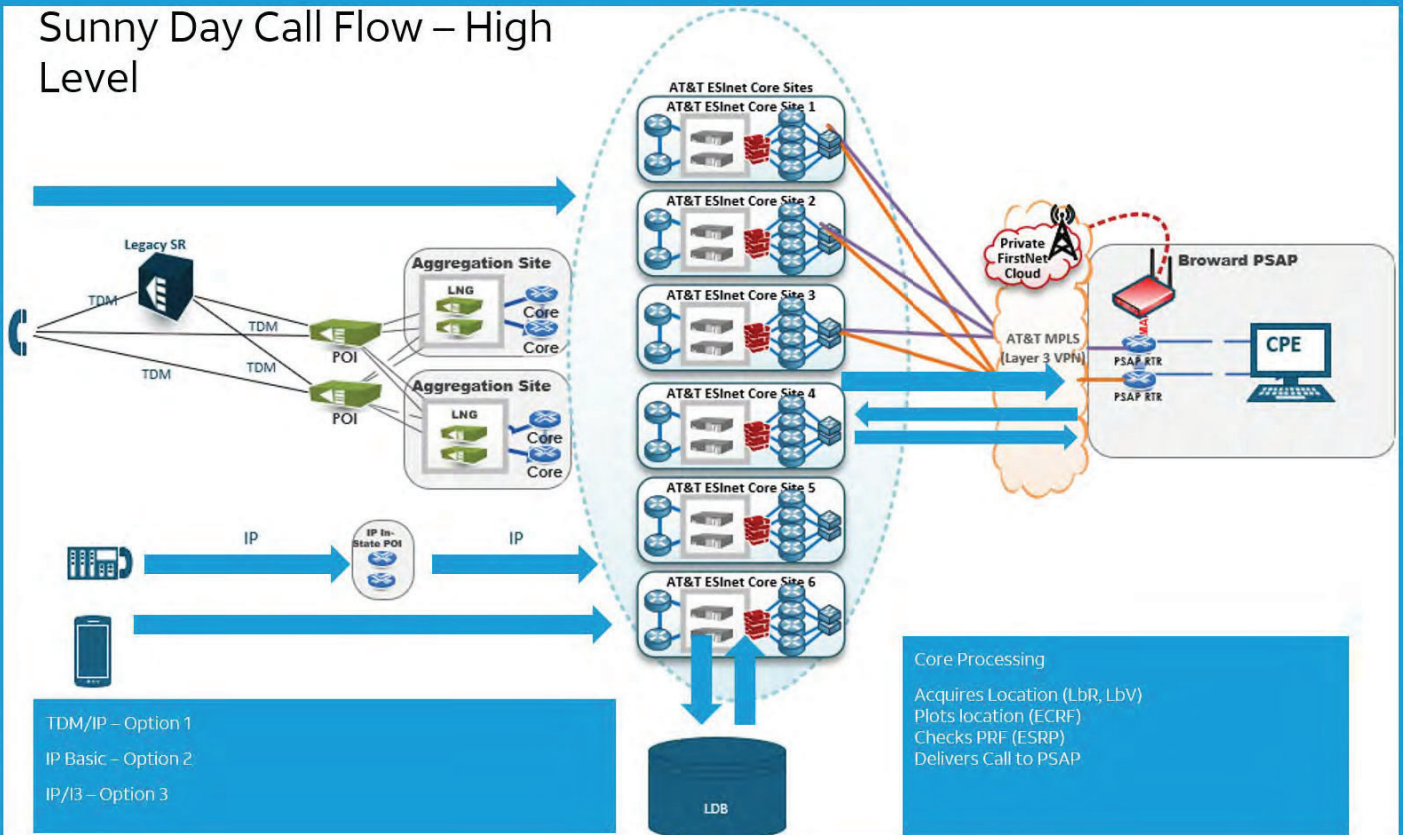 Sunny Day Call Flow – High
Level
AT&T ESInet Core Sites
AT&T ESInet Core Site 1
AT&T ESInet Core Site 2
AT&T ESInet Core Site 3
AT&T ESInet Core Site 4
AT&T ESInet Core Site 5
AT&T ESInet Core Site 6
Legacy SR
TDM
TDM
TDM
TDM
POI
POI
Aggregation Site
LNG
Core
Core
Aggregation Site
LNG
Core
Core
Private
FirstNet
Cloud
AT&T MPLS
(Layer 3 VPN)
Broward PSAP
PSAP RTR
PSAP RTR
CPE
IP
IP In-
State POI
IP
LDB
TDM/IP – Option 1
IP Basic – Option 2
IP/I3 – Option 3
Core Processing
Acquires Location (LbR, LbV)
Plots location (ECRF)
Checks PRF (ESRP)
Delivers Call to PSAP